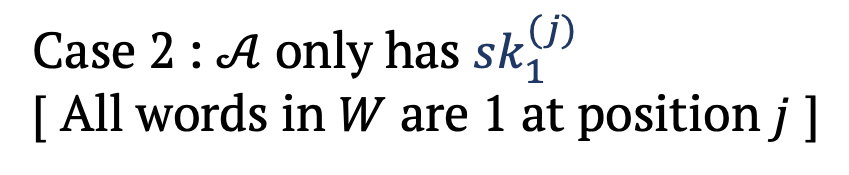 Case 2 : 𝒜 only has sk₁⁽ʲ⁾
[ All words in W are 1 at position j ]